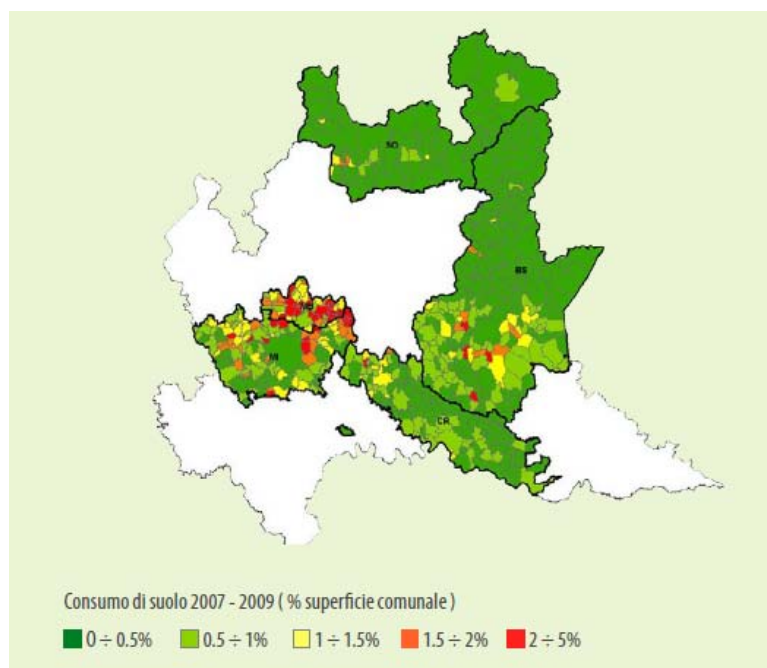 SO
BS
MB
MI
CR
Consumo di suolo 2007 - 2009 ( % superficie comunale )
0 ÷ 0.5% 0.5 ÷ 1% 1 ÷ 1.5% 1.5 ÷ 2% 2 ÷ 5%